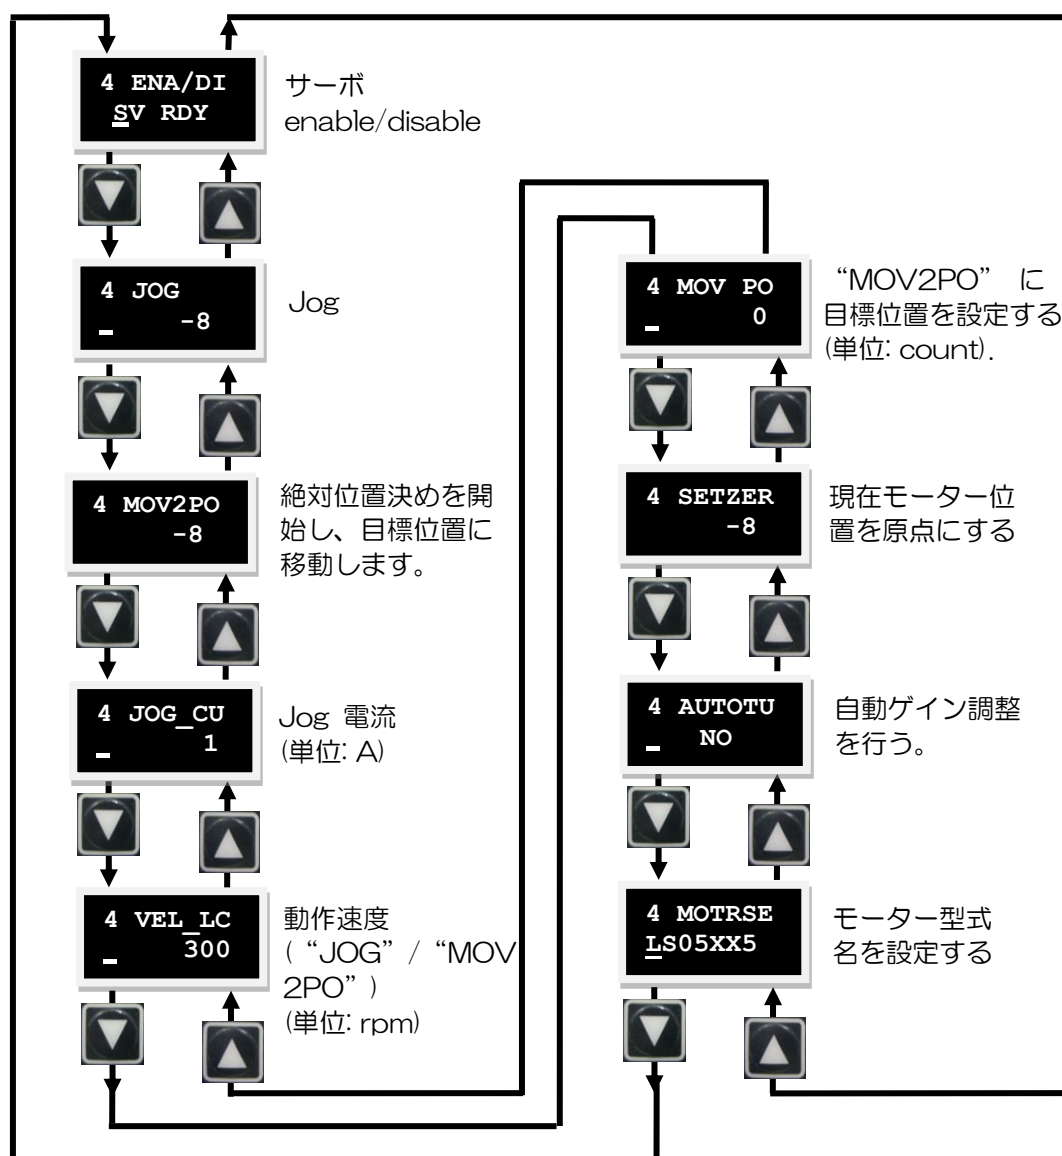 4 ENA/DI
SV RDY
サーボ
enable/disable
4 JOG
-8
Jog
4 MOV2PO
-8
絶対位置決めを開
始し、目標位置に
移動します。
4 JOG_CU
1
Jog 電流
(単位: A)
4 VEL_LC
300
動作速度
( “JOG” / “MOV
2PO” )
(単位: rpm)
4 MOV PO
0
“MOV2PO” に
目標位置を設定する
(単位: count).
4 SETZER
-8
現在モーター位
置を原点にする
4 AUTOTU
NO
自動ゲイン調整
を行う。
4 MOTRSE
LS05XX5
モーター型式
名を設定する